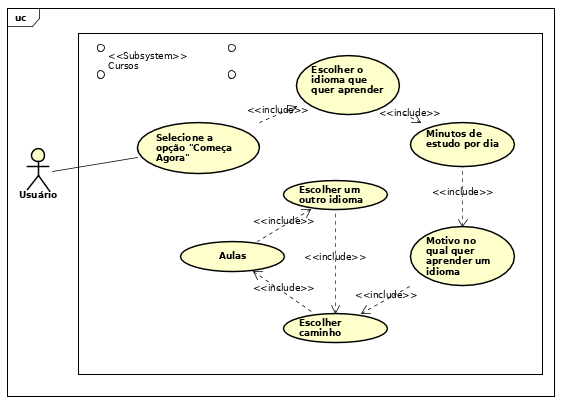 uc
<<Subsystem>>
Cursos
Escolher o
idioma que
quer aprender
<<include>>
<<include>>
Selecione a
opção "Começa
Agora"
Minutos de
estudo por dia
Usuário
Escolher um
outro idioma
<<include>>
<<include>>
Aulas
<<include>>
Motivo no
qual quer
aprender um
idioma
<<include>>
<<include>>
Escolher
caminho